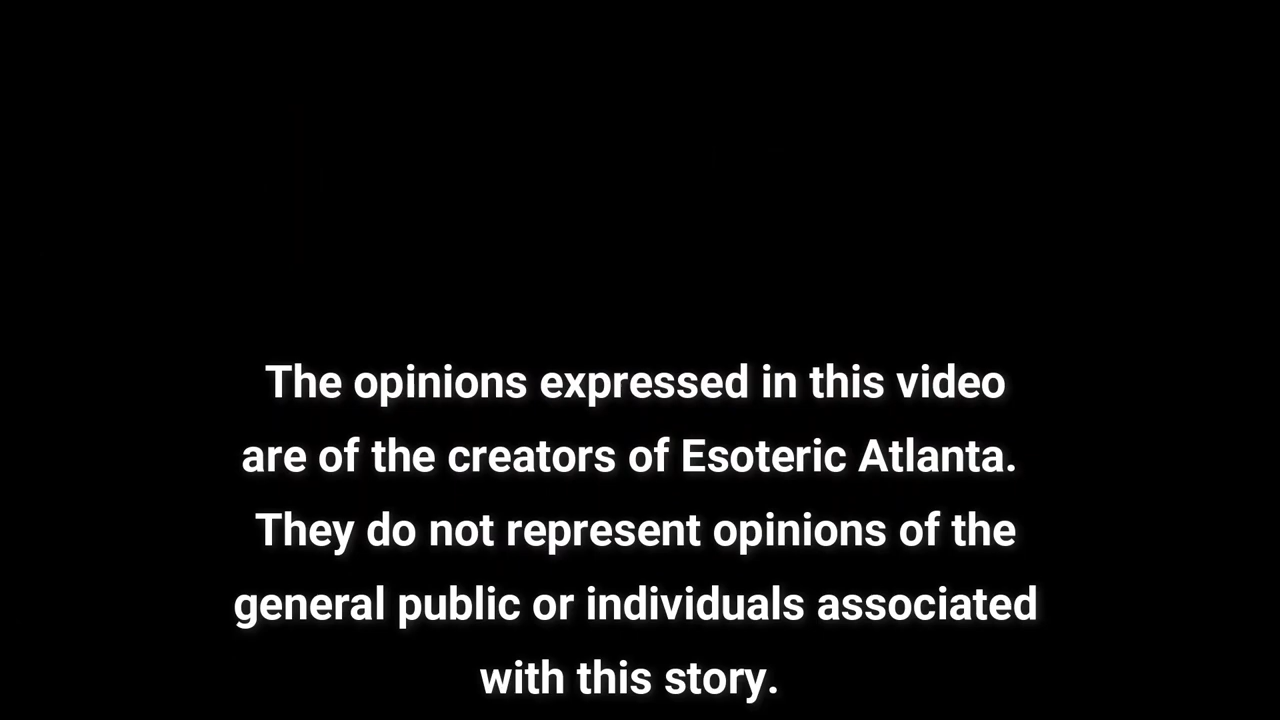 The opinions expressed in this video
are of the creators of Esoteric Atlanta.
They do not represent opinions of the
general public or individuals associated
with this story.